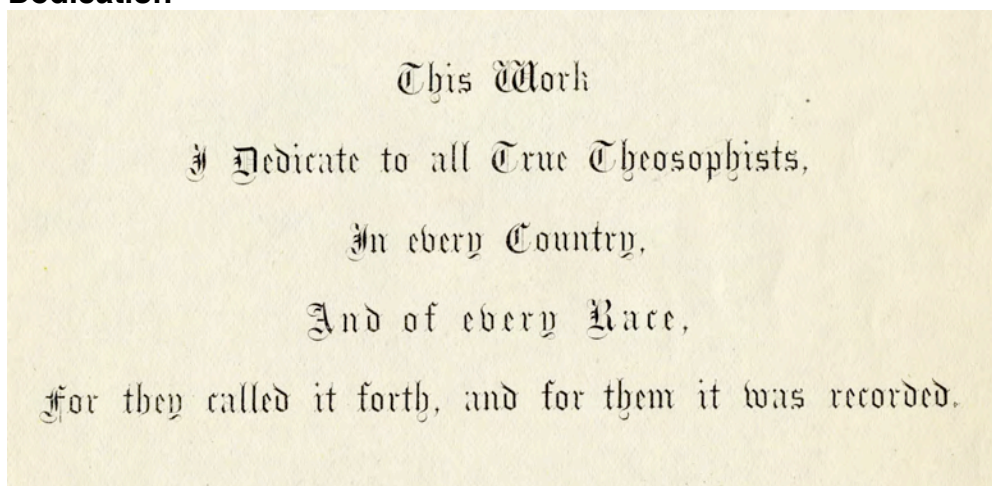 Dedication
This Work
I Dedicate to all True Theosophists,
In every Country,
And of every Race,
For they called it forth, and for them it was recorded.